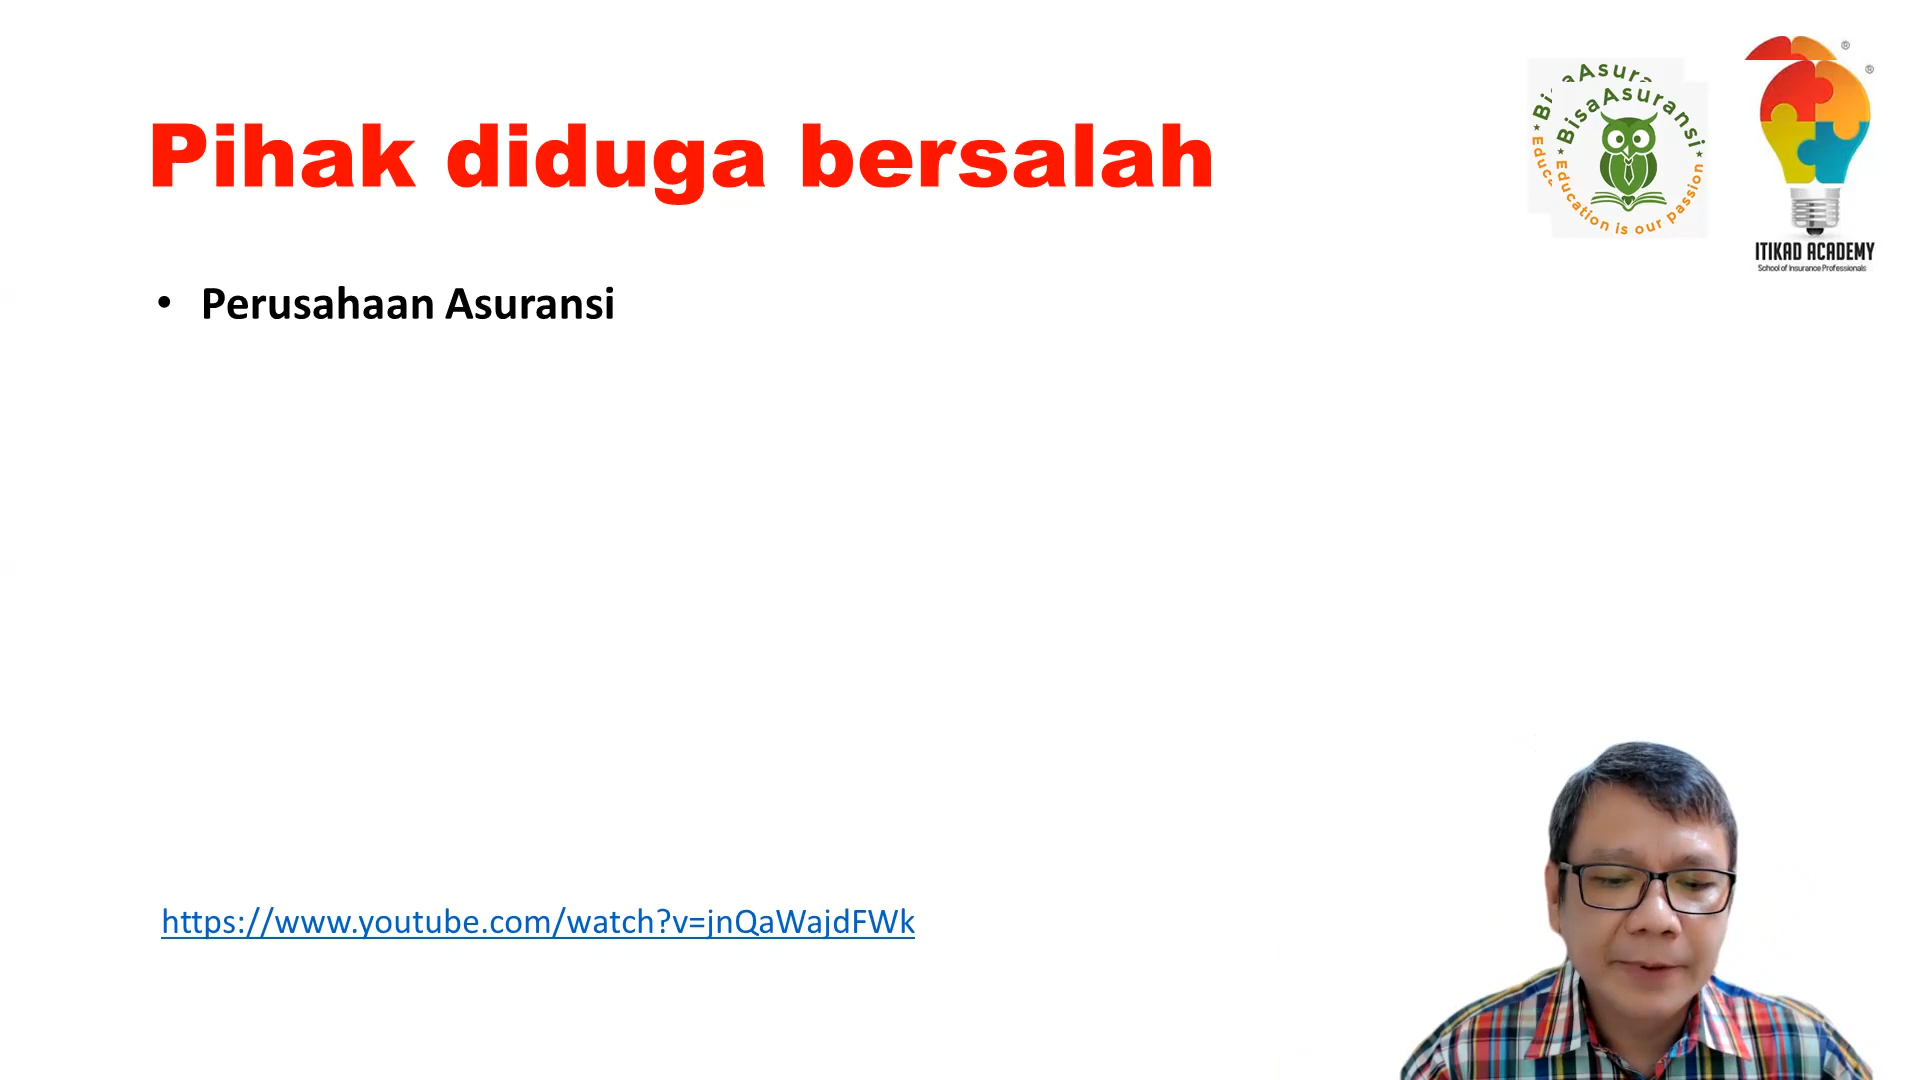 Pihak diduga bersalah
BisaAsuransi
Education is our passion
®
®
ITIKAD ACADEMY
School of Insurance Professionals
• Perusahaan Asuransi
https://www.youtube.com/watch?v=jnQaWajdFWk